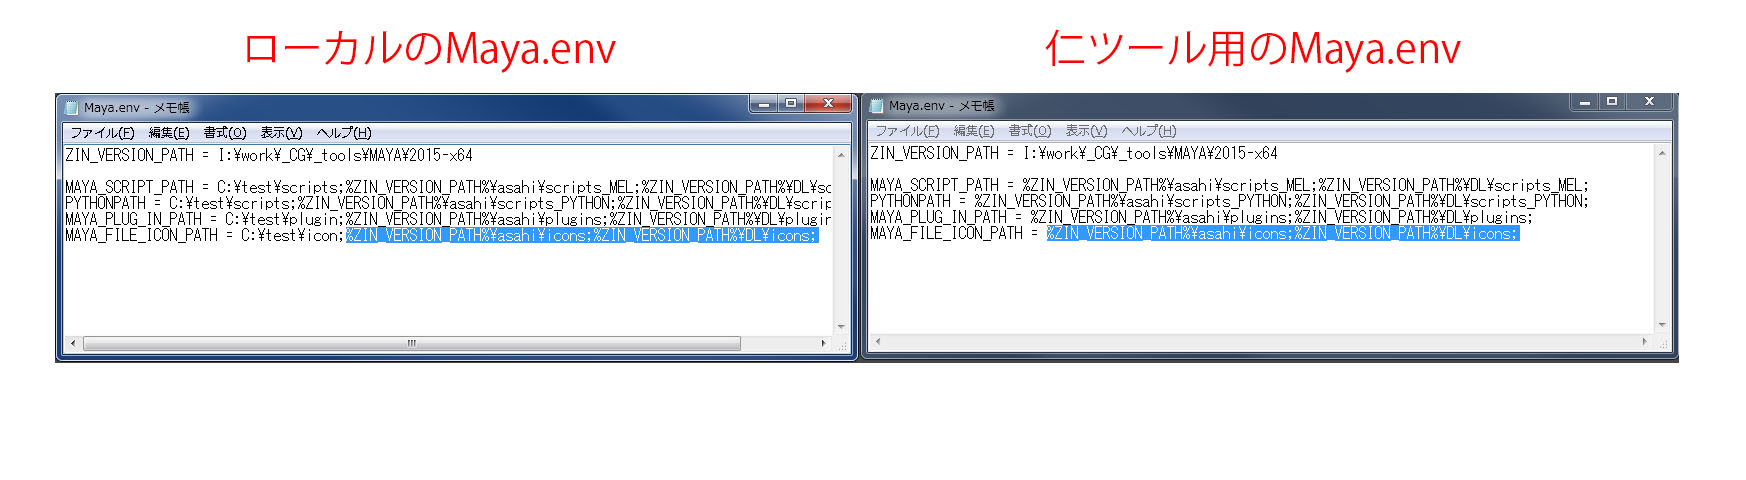 ローカルのMaya.env
仁ツール用のMaya.env
Maya.env - メモ帳
ファイル(F) 編集(E) 書式(O) 表示(V) ヘルプ(H)
ZIN_VERSION_PATH = I:¥work¥_CG¥_tools¥MAYA¥2015-x64
MAYA_SCRIPT_PATH = C:¥test¥scripts;%ZIN_VERSION_PATH%¥asahi¥scripts_MEL;%ZIN_VERSION_PATH%¥DL¥sc
PYTHONPATH = C:¥test¥scripts;%ZIN_VERSION_PATH%¥asahi¥scripts_PYTHON;%ZIN_VERSION_PATH%¥DL¥scrip
MAYA_PLUG_IN_PATH = C:¥test¥plugin;%ZIN_VERSION_PATH%¥asahi¥plugins;%ZIN_VERSION_PATH%¥DL¥plugin
MAYA_FILE_ICON_PATH = C:¥test¥icon;%ZIN_VERSION_PATH%¥asahi¥icons;%ZIN_VERSION_PATH%¥DL¥icons;
Maya.env - メモ帳
ファイル(F) 編集(E) 書式(O) 表示(V) ヘルプ(H)
ZIN_VERSION_PATH = I:¥work¥_CG¥_tools¥MAYA¥2015-x64
MAYA_SCRIPT_PATH = %ZIN_VERSION_PATH%¥asahi¥scripts_MEL;%ZIN_VERSION_PATH%¥DL¥scripts_MEL;
PYTHONPATH = %ZIN_VERSION_PATH%¥asahi¥scripts_PYTHON;%ZIN_VERSION_PATH%¥DL¥scripts_PYTHON;
MAYA_PLUG_IN_PATH = %ZIN_VERSION_PATH%¥asahi¥plugins;%ZIN_VERSION_PATH%¥DL¥plugins;
MAYA_FILE_ICON_PATH = %ZIN_VERSION_PATH%¥asahi¥icons;%ZIN_VERSION_PATH%¥DL¥icons;